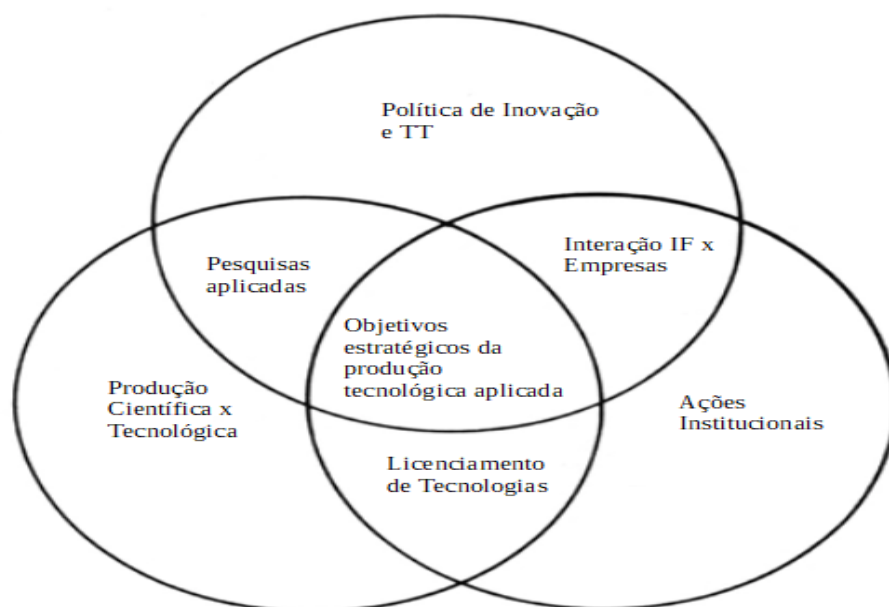 Política de Inovação
e TT
Pesquisas
aplicadas
Interação IF x
Empresas
Objetivos
estratégicos da
produção
tecnológica aplicada
Produção
Científica x
Tecnológica
Ações
Institucionais
Licenciamento
de Tecnologias